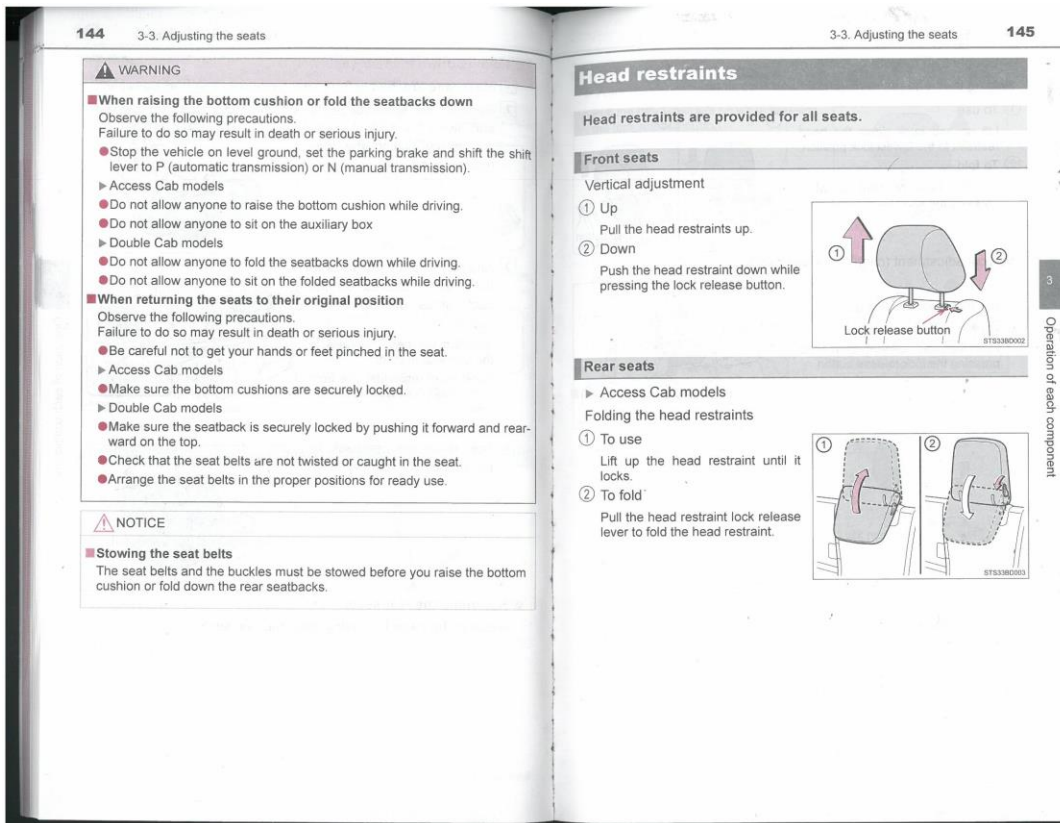 144 3-3. Adjusting the seats
WARNING
When raising the bottom cushion or fold the seatbacks down
Observe the following precautions.
Failure to do so may result in death or serious injury.
Stop the vehicle on level ground, set the parking brake and shift the shift
lever to P (automatic transmission) or N (manual transmission).
Access Cab models
Do not allow anyone to raise the bottom cushion while driving.
Do not allow anyone to sit on the auxiliary box
Double Cab models
Do not allow anyone to fold the seatbacks down while driving.
Do not allow anyone to sit on the folded seatbacks while driving.
When returning the seats to their original position
Observe the following precautions.
Failure to do so may result in death or serious injury.
Be careful not to get your hands or feet pinched in the seat.
Access Cab models
Make sure the bottom cushions are securely locked.
Double Cab models
Make sure the seatback is securely locked by pushing it forward and rear-
ward on the top.
Check that the seat belts are not twisted or caught in the seat.
Arrange the seat belts in the proper positions for ready use.
NOTICE
Stowing the seat belts
The seat belts and the buckles must be stowed before you raise the bottom
cushion or fold down the rear seatbacks.
3-3. Adjusting the seats 145
Head restraints
Head restraints are provided for all seats.
Front seats
Vertical adjustment
① Up
Pull the head restraints up.
② Down
Push the head restraint down while
pressing the lock release button.
①
②
Lock release button
STS33BD002
Rear seats
Access Cab models
Folding the head restraints
① To use
Lift up the head restraint until it
locks.
② To fold
Pull the head restraint lock release
lever to fold the head restraint.
① ②
STS33BD003
3
Operation of each component